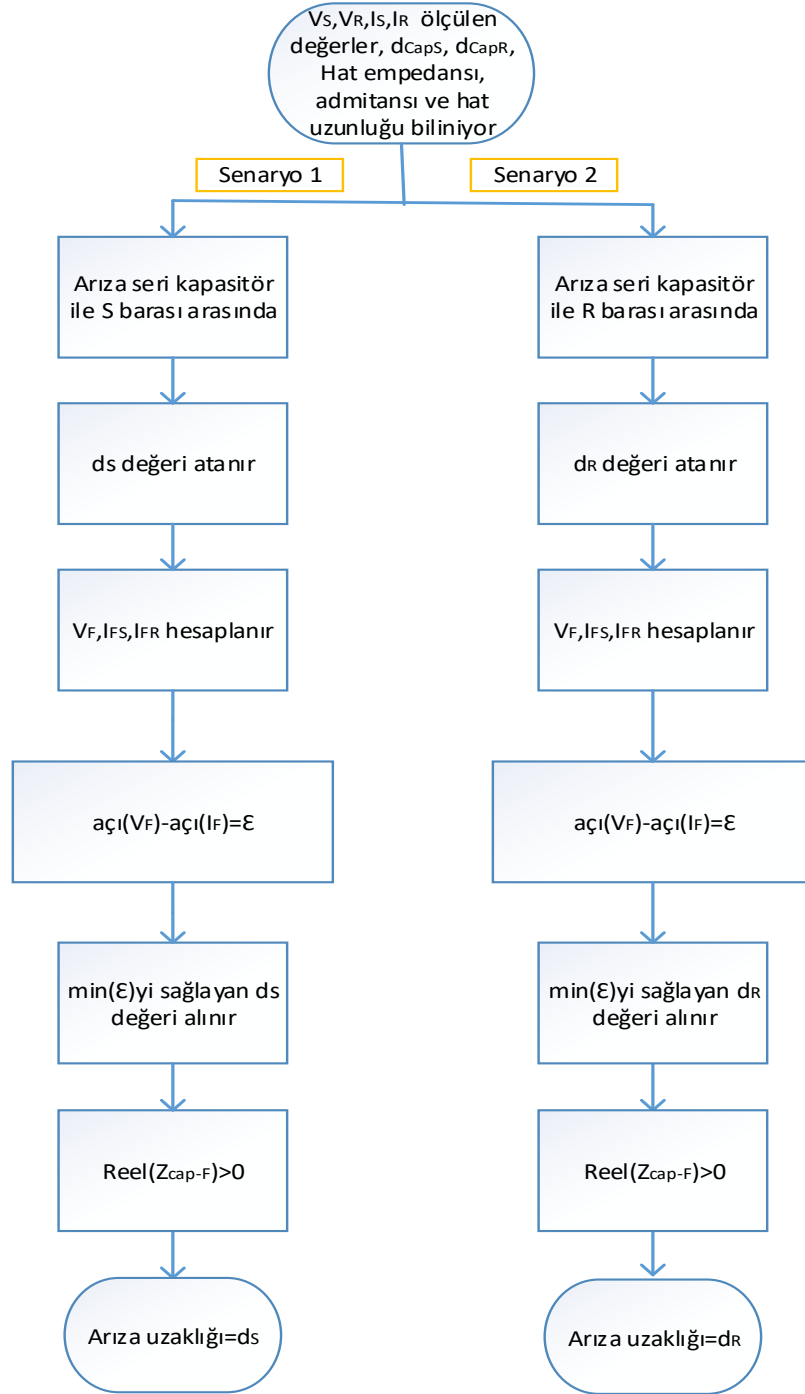 VS,VR,IS,IR ölçülen
değerler, dCapS, dCapR,
Hat empedansı,
admitansı ve hat
uzunluğu biliniyor
Senaryo 1
Senaryo 2
Arıza seri kapasitör
ile S barası arasında
Arıza seri kapasitör
ile R barası arasında
dS değeri atanır
dR değeri atanır
VF,IFS,IFR hesaplanır
VF,IFS,IFR hesaplanır
açı(VF)-açı(IF)=Ɛ
açı(VF)-açı(IF)=Ɛ
min(Ɛ)yi sağlayan dS
değeri alınır
min(Ɛ)yi sağlayan dR
değeri alınır
Reel(Zcap-F)>0
Reel(Zcap-F)>0
Arıza uzaklığı=dS
Arıza uzaklığı=dR